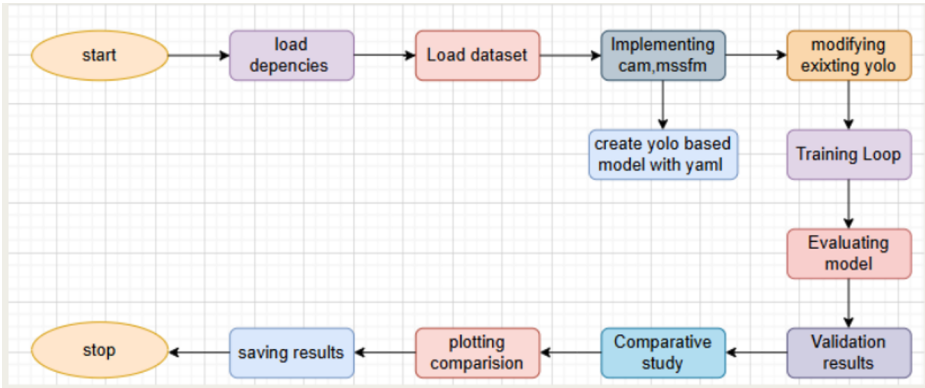 start
load
depencies
Load dataset
Implementing
cam,mssfm
modifying
exixting yolo
create yolo based
model with yaml
Training Loop
Evaluating
model
Validation
results
Comparative
study
plotting
comparision
saving results
stop